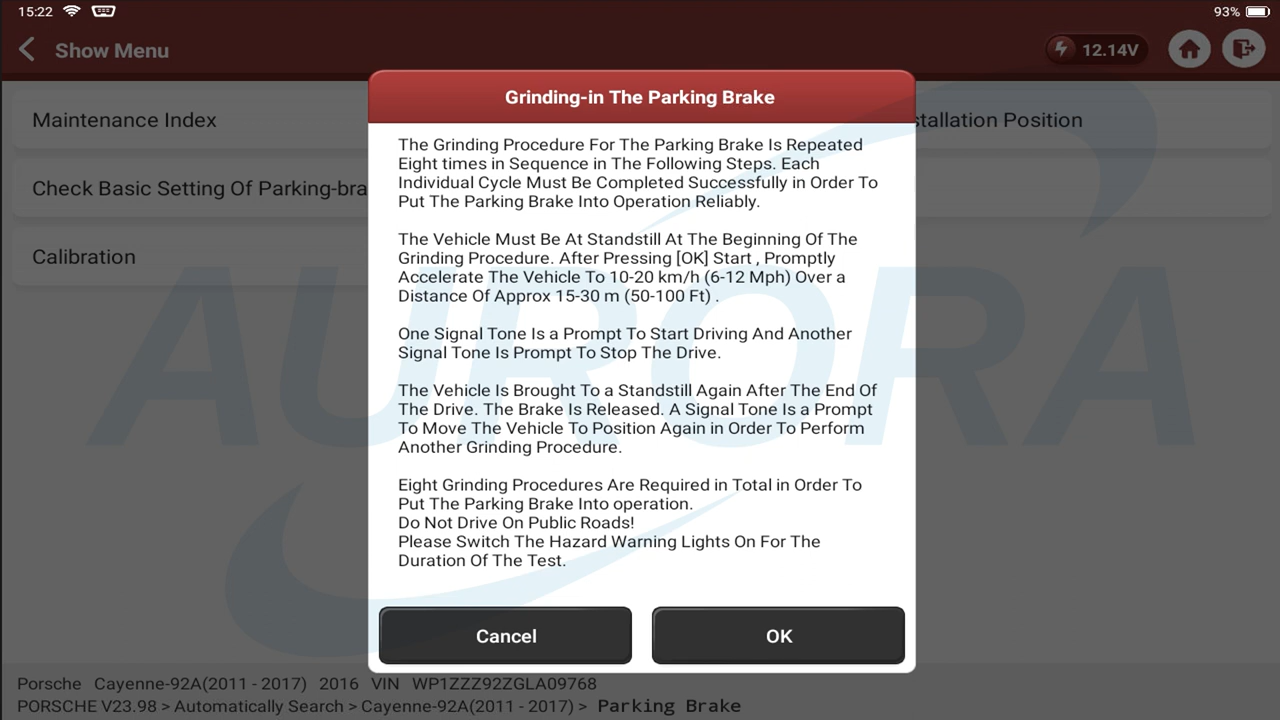 15:22
93%
Show Menu
12.14V
Grinding-in The Parking Brake
Maintenance Index
stallation Position
Check Basic Setting Of Parking-bra
Calibration
The Grinding Procedure For The Parking Brake Is Repeated
Eight times in Sequence in The Following Steps. Each
Individual Cycle Must Be Completed Successfully in Order To
Put The Parking Brake Into Operation Reliably.
The Vehicle Must Be At Standstill At The Beginning Of The
Grinding Procedure. After Pressing [OK] Start , Promptly
Accelerate The Vehicle To 10-20 km/h (6-12 Mph) Over a
Distance Of Approx 15-30 m (50-100 Ft) .
One Signal Tone Is a Prompt To Start Driving And Another
Signal Tone Is Prompt To Stop The Drive.
The Vehicle Is Brought To a Standstill Again After The End Of
The Drive. The Brake Is Released. A Signal Tone Is a Prompt
To Move The Vehicle To Position Again in Order To Perform
Another Grinding Procedure.
Eight Grinding Procedures Are Required in Total in Order To
Put The Parking Brake Into operation.
Do Not Drive On Public Roads!
Please Switch The Hazard Warning Lights On For The
Duration Of The Test.
AURORA
Cancel
OK
Porsche Cayenne-92A(2011 - 2017) 2016 VIN WP1ZZZ92ZGLA09768
PORSCHE V23.98 > Automatically Search > Cayenne-92A(2011 - 2017) > Parking Brake